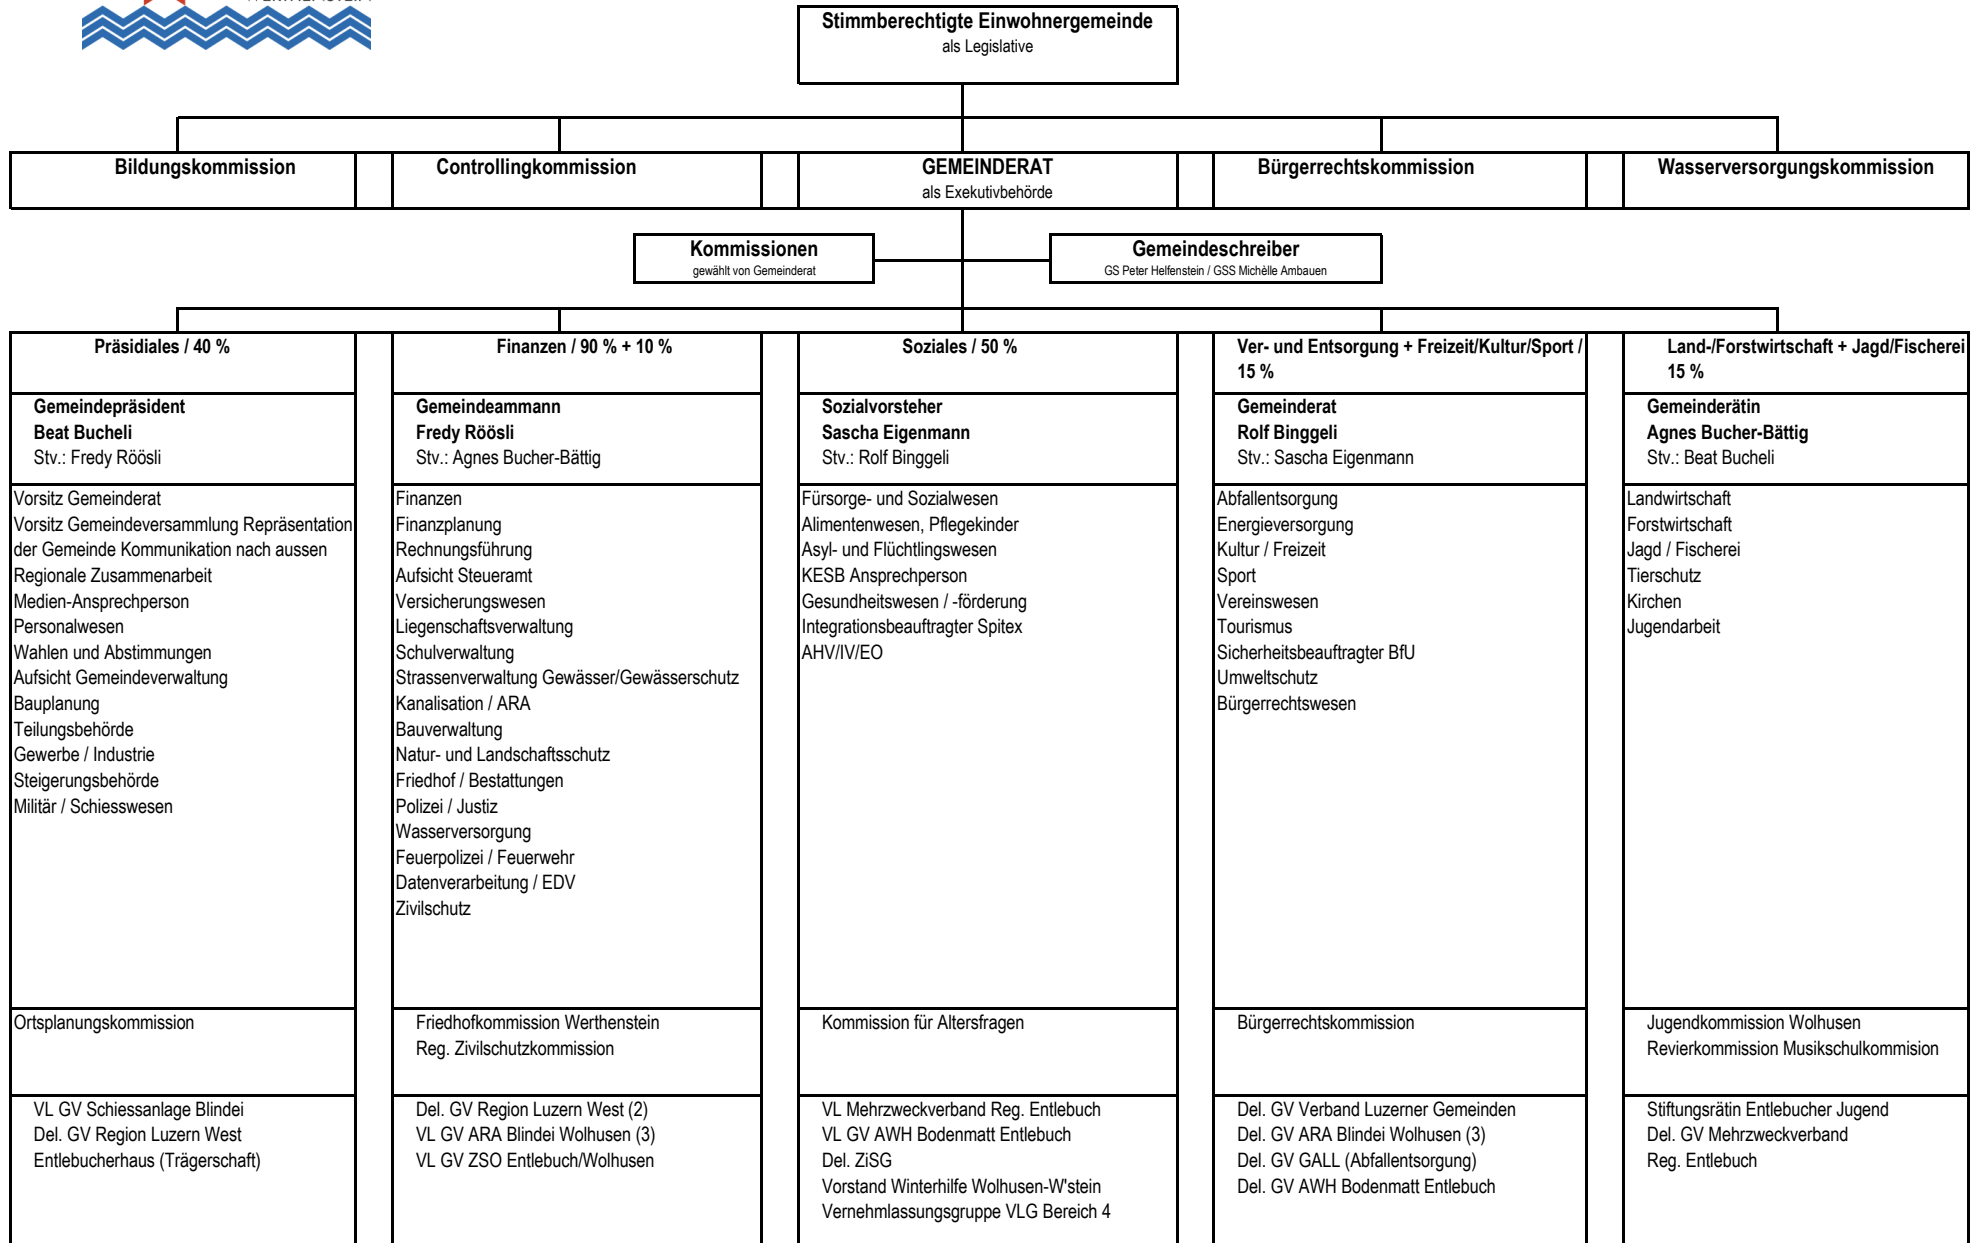 Stimmberechtigte Einwohnergemeinde
als Legislative
Bildungskommission
Controllingkommission
GEMEINDERAT
als Exekutivbehörde
Bürgerrechtskommission
Wasserversorgungskommission
Kommissionen
gewählt von Gemeinderat
Gemeindeschreiber
GS Peter Helfenstein / GSS Michèlle Ambauen
Präsidiales / 40 %
Gemeindepräsident
Beat Bucheli
Stv.: Fredy Röösli
Vorsitz Gemeinderat
Vorsitz Gemeindeversammlung Repräsentation
der Gemeinde Kommunikation nach aussen
Regionale Zusammenarbeit
Medien-Ansprechperson
Personalwesen
Wahlen und Abstimmungen
Aufsicht Gemeindeverwaltung
Bauplanung
Teilungsbehörde
Gewerbe / Industrie
Steigerungsbehörde
Militär / Schiesswesen
Ortsplanungskommission
VL GV Schiessanlage Blindei
Del. GV Region Luzern West
Entlebucherhaus (Trägerschaft)
Finanzen / 90 % + 10 %
Gemeindeammann
Fredy Röösli
Stv.: Agnes Bucher-Bättig
Finanzen
Finanzplanung
Rechnungsführung
Aufsicht Steueramt
Versicherungswesen
Liegenschaftsverwaltung
Schulverwaltung
Strassenverwaltung Gewässer/Gewässerschutz
Kanalisation / ARA
Bauverwaltung
Natur- und Landschaftsschutz
Friedhof / Bestattungen
Polizei / Justiz
Wasserversorgung
Feuerpolizei / Feuerwehr
Datenverarbeitung / EDV
Zivilschutz
Friedhofkommission Werthenstein
Reg. Zivilschutzkommission
Del. GV Region Luzern West (2)
VL GV ARA Blindei Wolhusen (3)
VL GV ZSO Entlebuch/Wolhusen
Soziales / 50 %
Sozialvorsteher
Sascha Eigenmann
Stv.: Rolf Binggeli
Fürsorge- und Sozialwesen
Alimentenwesen, Pflegekinder
Asyl- und Flüchtlingswesen
KESB Ansprechperson
Gesundheitswesen / -förderung
Integrationsbeauftragter Spitex
AHV/IV/EO
Kommission für Altersfragen
VL Mehrzweckverband Reg. Entlebuch
VL GV AWH Bodenmatt Entlebuch
Del. ZiSG
Vorstand Winterhilfe Wolhusen-W'stein
Vernehmlassungsgruppe VLG Bereich 4
Ver- und Entsorgung + Freizeit/Kultur/Sport /
15 %
Gemeinderat
Rolf Binggeli
Stv.: Sascha Eigenmann
Abfallentsorgung
Energieversorgung
Kultur / Freizeit
Sport
Vereinswesen
Tourismus
Sicherheitsbeauftragter BfU
Umweltschutz
Bürgerrechtswesen
Bürgerrechtskommission
Del. GV Verband Luzerner Gemeinden
Del. GV ARA Blindei Wolhusen (3)
Del. GV GALL (Abfallentsorgung)
Del. GV AWH Bodenmatt Entlebuch
Land-/Forstwirtschaft + Jagd/Fischerei
15 %
Gemeinderätin
Agnes Bucher-Bättig
Stv.: Beat Bucheli
Landwirtschaft
Forstwirtschaft
Jagd / Fischerei
Tierschutz
Kirchen
Jugendarbeit
Jugendkommission Wolhusen
Revierkommission Musikschulkommision
Stiftungsrätin Entlebucher Jugend
Del. GV Mehrzweckverband
Reg. Entlebuch